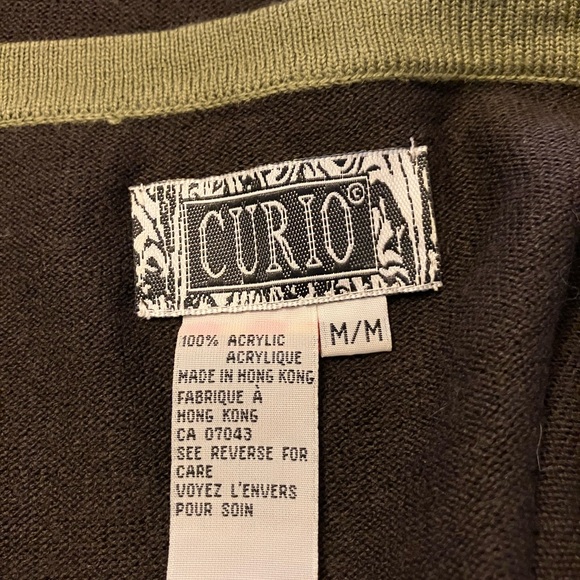 CURIO©
M/M
100% ACRYLIC
ACRYLIQUE
MADE IN HONG KONG
FABRIQUE À
HONG KONG
CA 07043
SEE REVERSE FOR
CARE
VOYEZ L'ENVERS
POUR SOIN